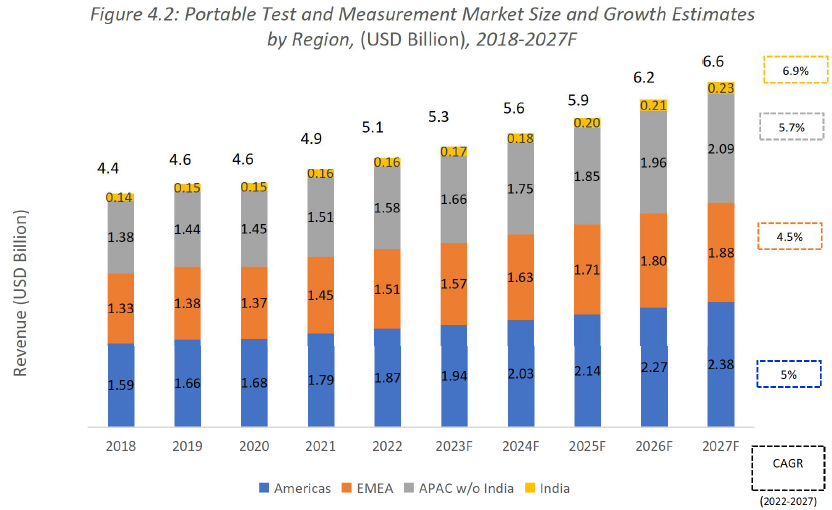 Figure 4.2: Portable Test and Measurement Market Size and Growth Estimates
by Region, (USD Billion), 2018-2027F
Revenue (USD Billion)
4.4 4.6 4.6 4.9 5.1 5.3 5.6 5.9 6.2 6.6
0.14 0.15 0.15 0.16 0.16 0.17 0.18 0.20 0.21 0.23
1.38 1.44 1.45 1.51 1.58 1.66 1.75 1.85 1.96 2.09
1.33 1.38 1.37 1.45 1.51 1.57 1.63 1.71 1.80 1.88
1.59 1.66 1.68 1.79 1.87 1.94 2.03 2.14 2.27 2.38
2018 2019 2020 2021 2022 2023F 2024F 2025F 2026F 2027F
Americas EMEA APAC w/o India India
6.9%
5.7%
4.5%
5%
CAGR
(2022-2027)